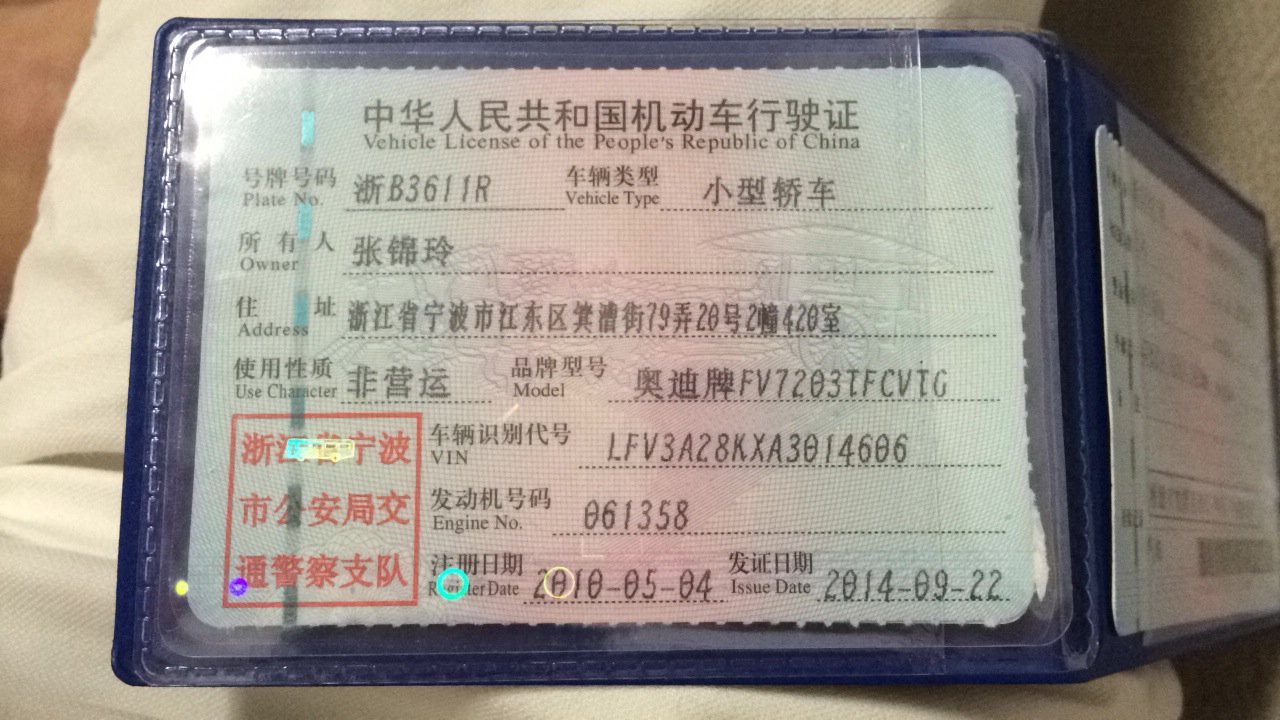 中华人民共和国机动车行驶证
Vehicle License of the People's Republic of China
号牌号码 浙B3611R 车辆类型 小型轿车
Plate No. Vehicle Type
所有人 张锦玲
Owner
住址 浙江省宁波市江东区箕漕街79弄20号2幢420室
Address
使用性质 非营运 品牌型号 奥迪牌FV7203TFCVTG
Use Character Model
浙江省宁波
市公安局交
通警察支队
车辆识别代号 LFV3A28KXA3014606
VIN
发动机号码 061358
Engine No.
注册日期 2010-05-04 发证日期 2014-09-22
Register Date Issue Date